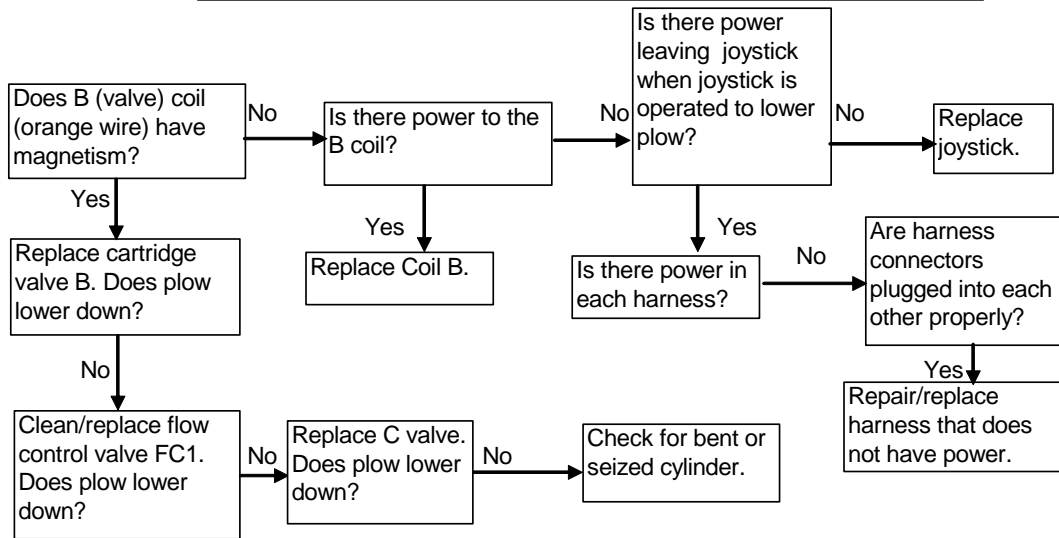 Does B (valve) coil
(orange wire) have
magnetism?
No
Is there power to the
B coil?
No
Is there power
leaving joystick
when joystick is
operated to lower
plow?
No
Replace
joystick.
Yes
Replace cartridge
valve B. Does plow
lower down?
Yes
Replace Coil B.
Yes
Is there power in
each harness?
No
Are harness
connectors
plugged into each
other properly?
No
Clean/replace flow
control valve FC1.
Does plow lower
down?
No
Replace C valve.
Does plow lower
down?
No
Check for bent or
seized cylinder.
Yes
Repair/replace
harness that does
not have power.